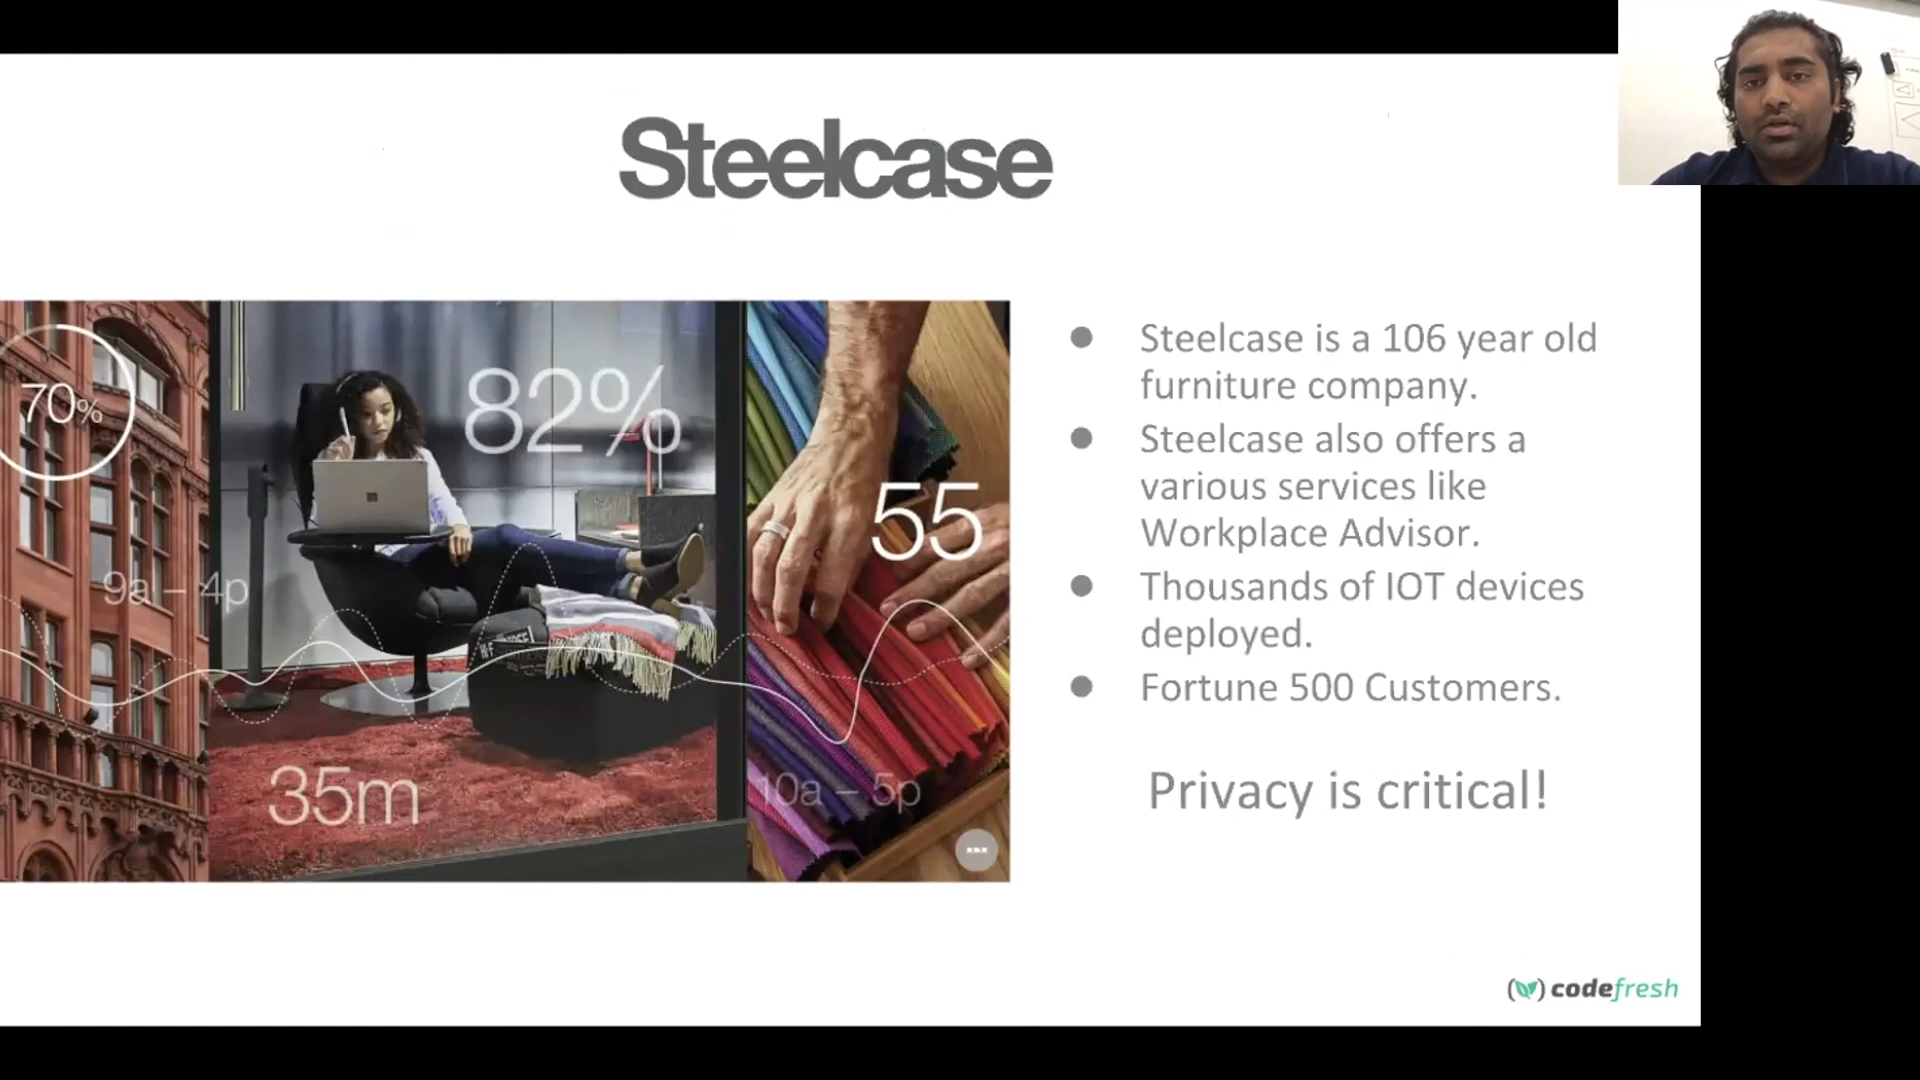 Steelcase
70%
82%
55
9a – 4p
35m
10a – 5p
● Steelcase is a 106 year old
furniture company.
● Steelcase also offers a
various services like
Workplace Advisor.
● Thousands of IOT devices
deployed.
● Fortune 500 Customers.
Privacy is critical!
codefresh